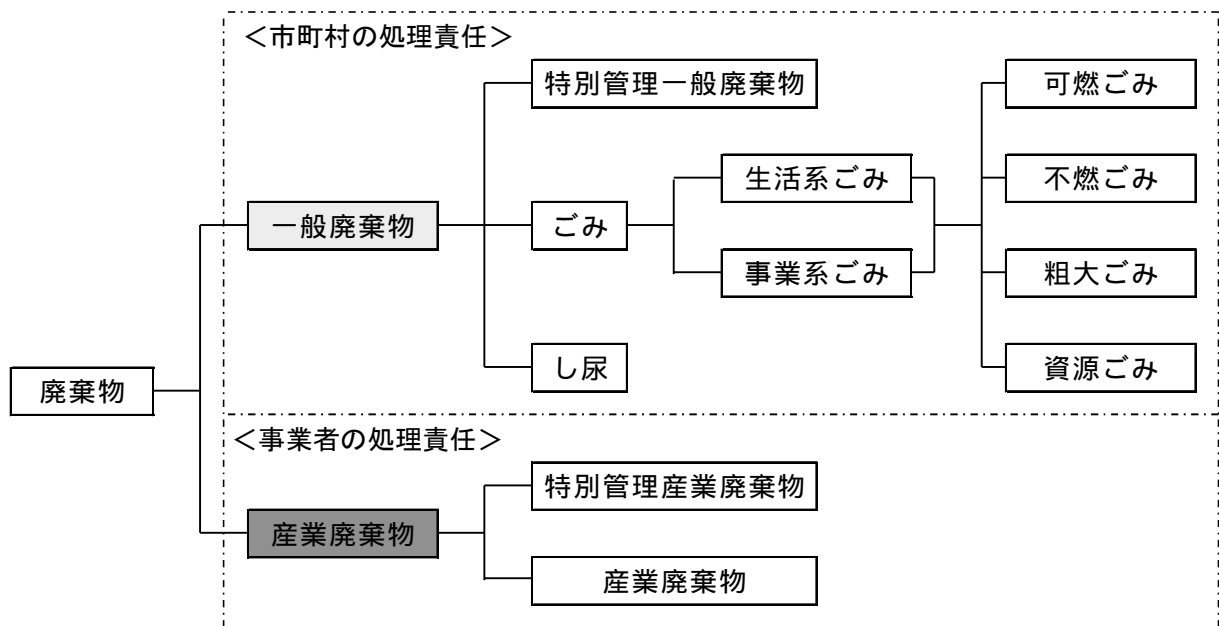 ＜市町村の処理責任＞
特別管理一般廃棄物
可燃ごみ
生活系ごみ
不燃ごみ
一般廃棄物
ごみ
事業系ごみ
粗大ごみ
し尿
資源ごみ
廃棄物
＜事業者の処理責任＞
特別管理産業廃棄物
産業廃棄物
産業廃棄物